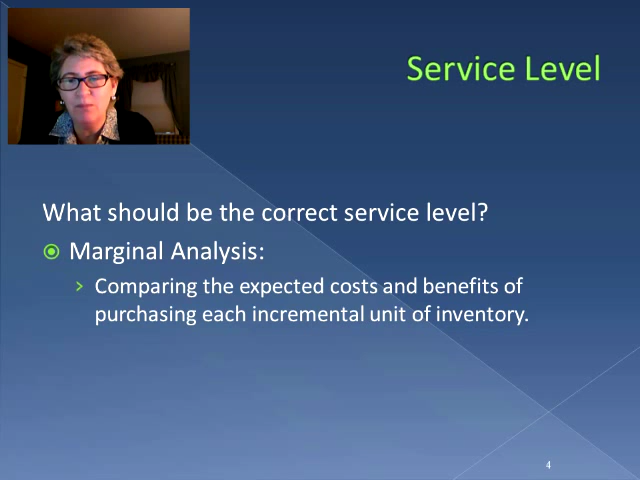 Service Level
What should be the correct service level?
Marginal Analysis:
Comparing the expected costs and benefits of
purchasing each incremental unit of inventory.
4